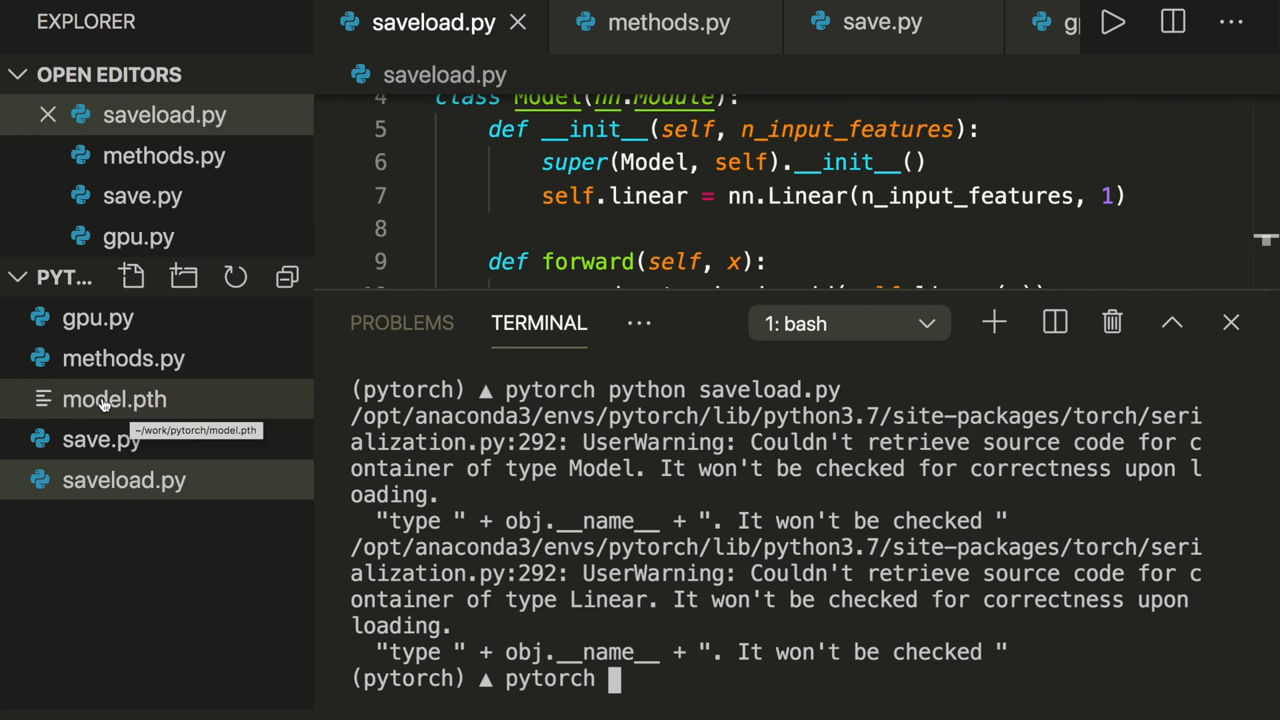 EXPLORER
OPEN EDITORS
saveload.py
methods.py
save.py
gpu.py
PYT...
gpu.py
methods.py
model.pth
~/work/pytorch/model.pth
save.py
saveload.py
saveload.py methods.py save.py
saveload.py
4 class Model(nn.Module):
5 def __init__(self, n_input_features):
6 super(Model, self).__init__()
7 self.linear = nn.Linear(n_input_features, 1)
8
9 def forward(self, x):
PROBLEMS TERMINAL ... 1: bash
(pytorch) ▲ pytorch python saveload.py
/opt/anaconda3/envs/pytorch/lib/python3.7/site-packages/torch/seri
alization.py:292: UserWarning: Couldn't retrieve source code for c
ontainer of type Model. It won't be checked for correctness upon l
oading.
"type " + obj.__name__ + ". It won't be checked "
/opt/anaconda3/envs/pytorch/lib/python3.7/site-packages/torch/seri
alization.py:292: UserWarning: Couldn't retrieve source code for c
ontainer of type Linear. It won't be checked for correctness upon
loading.
"type " + obj.__name__ + ". It won't be checked "
(pytorch) ▲ pytorch